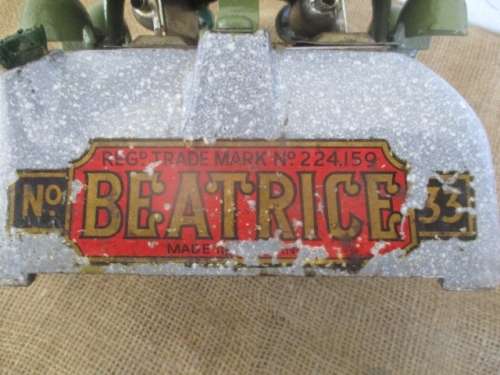 REGD. TRADE MARK NO. 224,159
NO. BEATRICE 33
MADE